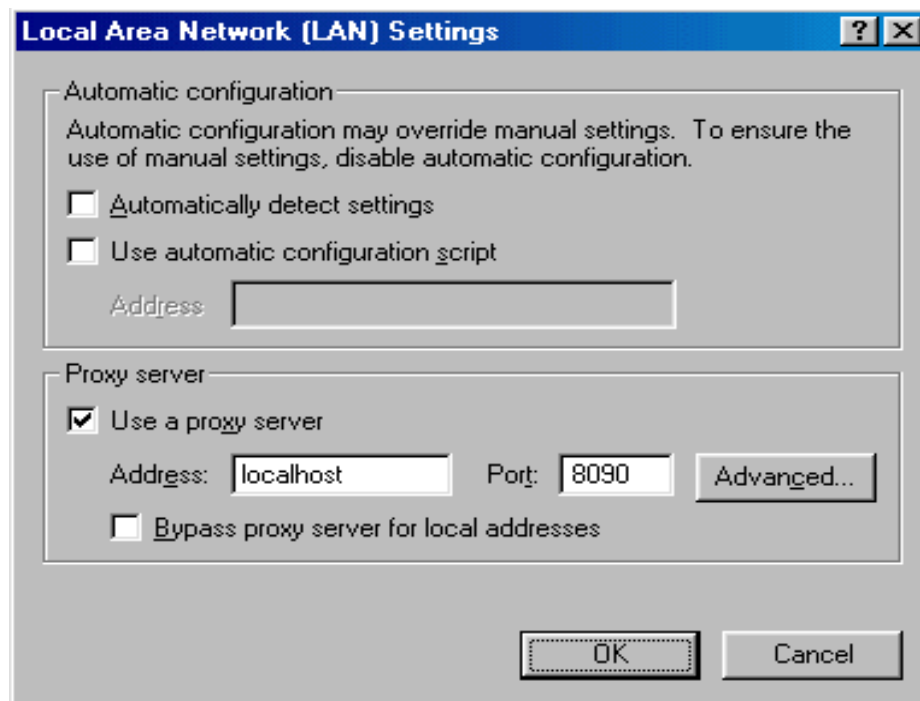 Local Area Network (LAN) Settings
Automatic configuration
Automatic configuration may override manual settings. To ensure the
use of manual settings, disable automatic configuration.
Automatically detect settings
Use automatic configuration script
Address
Proxy server
Use a proxy server
Address: localhost Port: 8090 Advanced...
Bypass proxy server for local addresses
OK Cancel